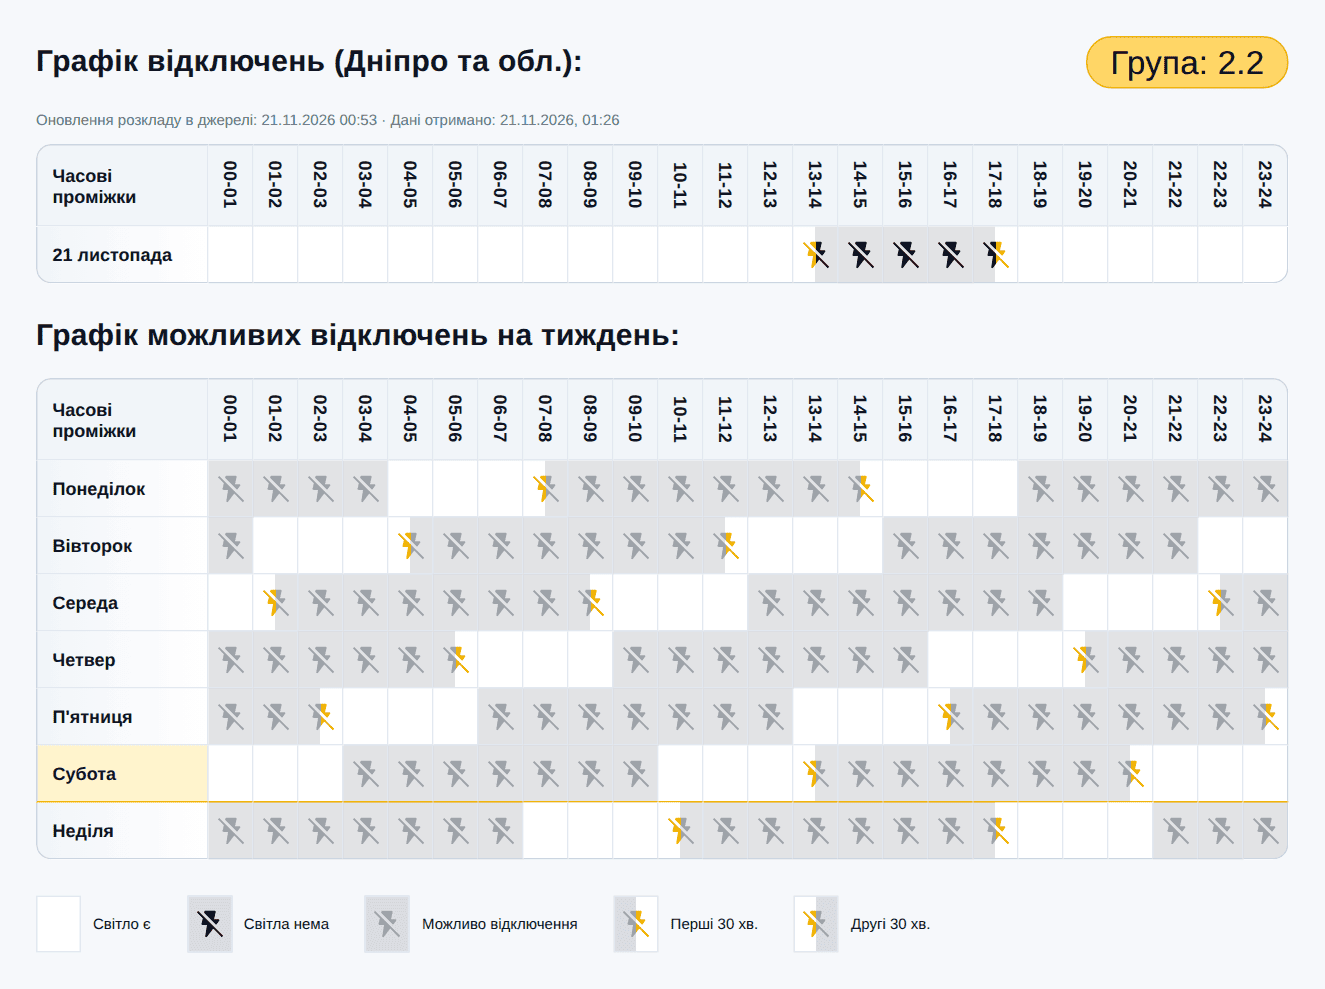 Графік відключень (Дніпро та обл.):
Група: 2.2
Оновлення розкладу в джерелі: 21.11.2026 00:53 · Дані отримано: 21.11.2026, 01:26
Часові проміжки 00-01 01-02 02-03 03-04 04-05 05-06 06-07 07-08 08-09 09-10 10-11 11-12 12-13 13-14 14-15 15-16 16-17 17-18 18-19 19-20 20-21 21-22 22-23 23-24
21 листопада
Графік можливих відключень на тиждень:
Часові проміжки 00-01 01-02 02-03 03-04 04-05 05-06 06-07 07-08 08-09 09-10 10-11 11-12 12-13 13-14 14-15 15-16 16-17 17-18 18-19 19-20 20-21 21-22 22-23 23-24
Понеділок
Вівторок
Середа
Четвер
П'ятниця
Субота
Неділя
Світло є Світла нема Можливо відключення Перші 30 хв. Другі 30 хв.